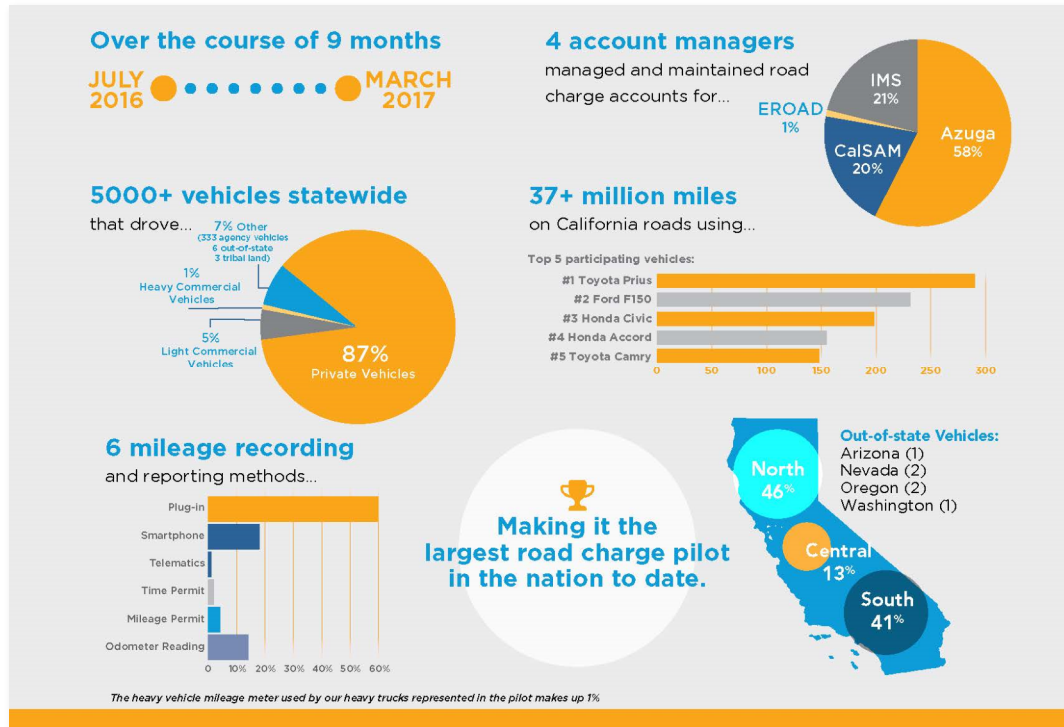 Over the course of 9 months
JULY
2016
MARCH
2017
4 account managers
managed and maintained road
charge accounts for...
IMS
21%
EROAD
1%
CalSAM
20%
Azuga
58%
5000+ vehicles statewide
that drove...
7% Other
(333 agency vehicles
6 out-of-state
3 tribal land)
1%
Heavy Commercial
Vehicles
5%
Light Commercial
Vehicles
87%
Private Vehicles
37+ million miles
on California roads using...
Top 5 participating vehicles:
#1 Toyota Prius
#2 Ford F150
#3 Honda Civic
#4 Honda Accord
#5 Toyota Camry
0 50 100 150 200 250 300
6 mileage recording
and reporting methods...
Plug-in
Smartphone
Telematics
Time Permit
Mileage Permit
Odometer Reading
0 10% 20% 30% 40% 50% 60%
Making it the
largest road charge pilot
in the nation to date.
North
46%
Central
13%
South
41%
Out-of-state Vehicles:
Arizona (1)
Nevada (2)
Oregon (2)
Washington (1)
The heavy vehicle mileage meter used by our heavy trucks represented in the pilot makes up 1%